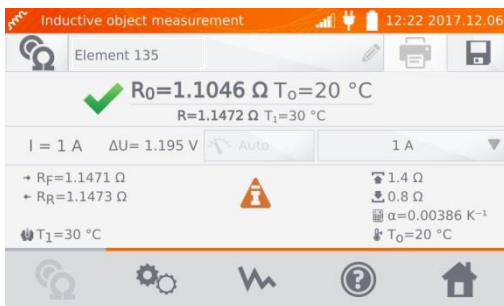 Inductive object measurement 12:22 2017.12.06
Element 135
R₀=1.1046 Ω T₀=20 °C
R=1.1472 Ω T₁=30 °C
I = 1 A ΔU= 1.195 V Auto 1 A
R_F=1.1471 Ω 1.4 Ω
R_R=1.1473 Ω 0.8 Ω
α=0.00386 K⁻¹
T₁=30 °C T₀=20 °C